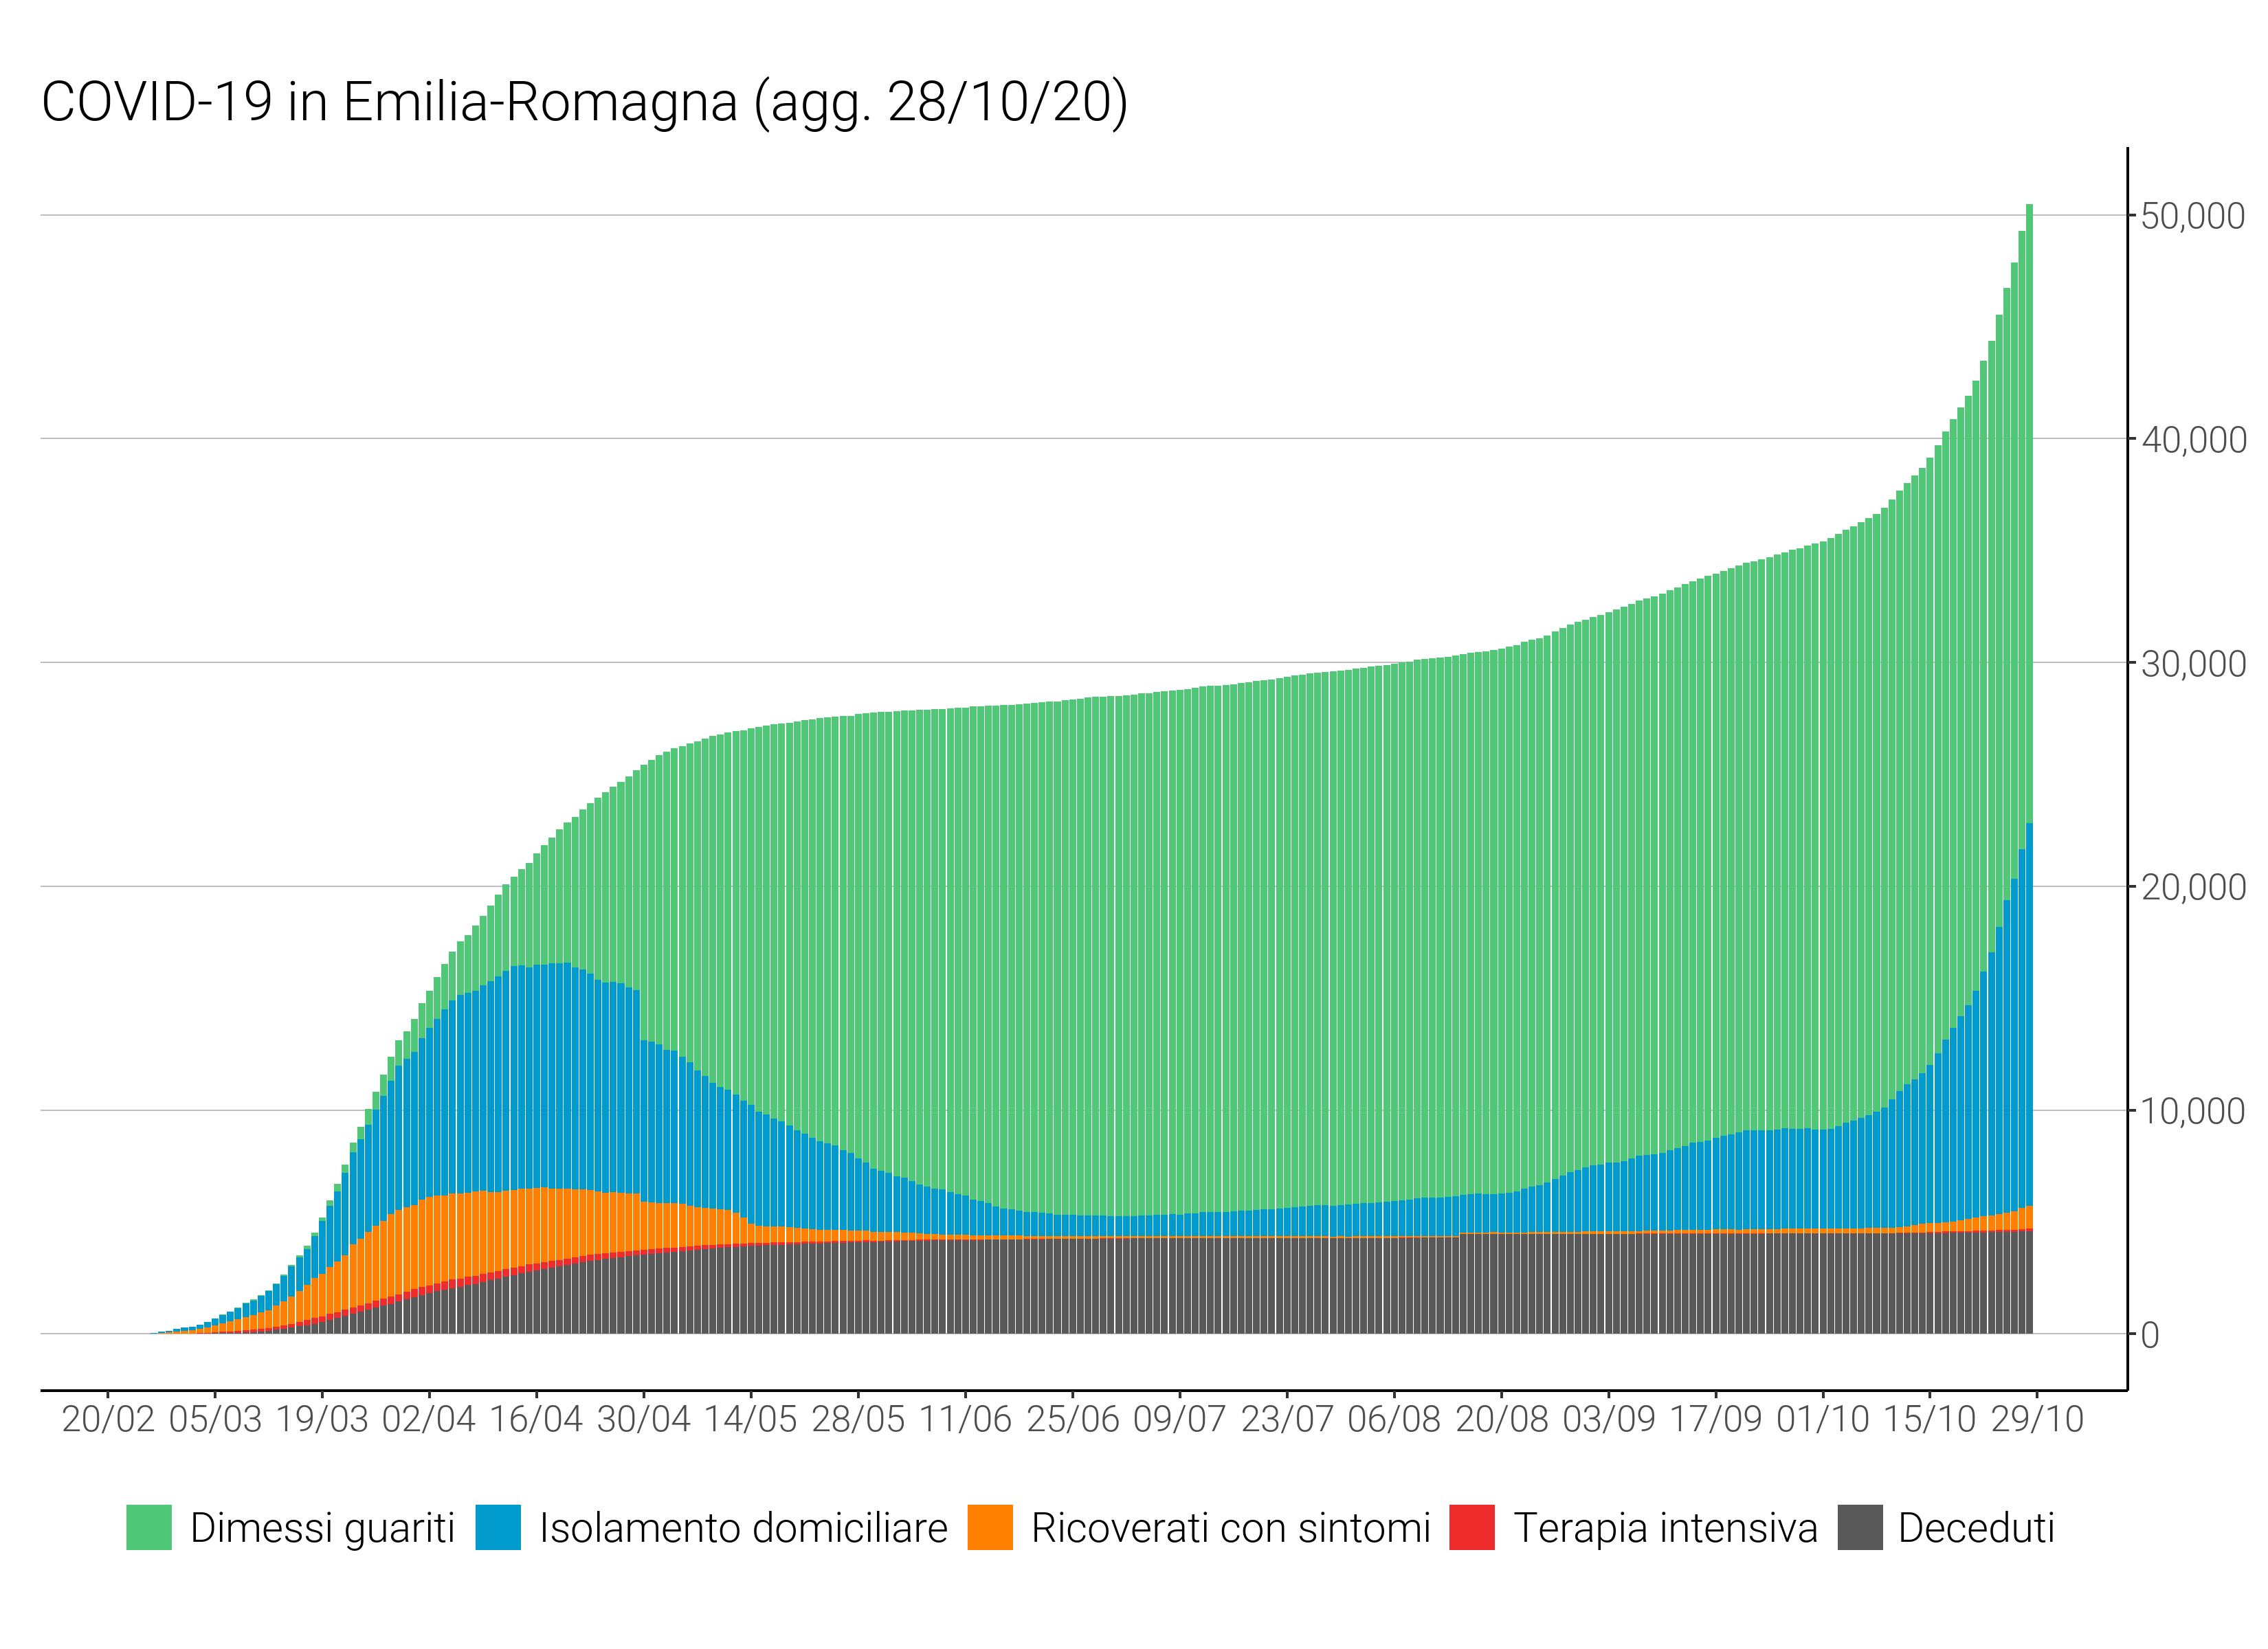 COVID-19 in Emilia-Romagna (agg. 28/10/20)
50,000
40,000
30,000
20,000
10,000
0
20/02 05/03 19/03 02/04 16/04 30/04 14/05 28/05 11/06 25/06 09/07 23/07 06/08 20/08 03/09 17/09 01/10 15/10 29/10
Dimessi guariti Isolamento domiciliare Ricoverati con sintomi Terapia intensiva Deceduti